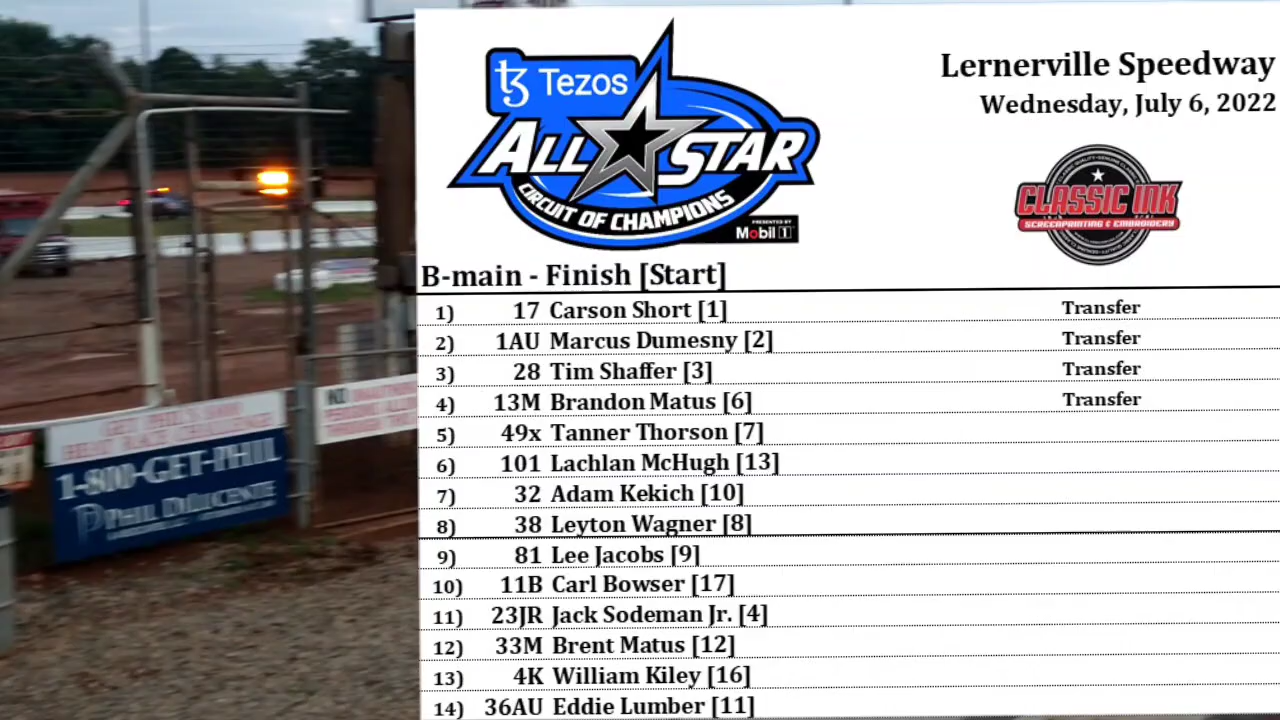 Tezos
ALL STAR
CIRCUIT OF CHAMPIONS
PRESENTED BY
Mobil 1
Lernerville Speedway
Wednesday, July 6, 2022
CLASSIC INK
SCREENPRINTING & EMBROIDERY
B-main - Finish [Start]
1) 17 Carson Short [1] Transfer
2) 1AU Marcus Dumesny [2] Transfer
3) 28 Tim Shaffer [3] Transfer
4) 13M Brandon Matus [6] Transfer
5) 49x Tanner Thorson [7]
6) 101 Lachlan McHugh [13]
7) 32 Adam Kekich [10]
8) 38 Leyton Wagner [8]
9) 81 Lee Jacobs [9]
10) 11B Carl Bowser [17]
11) 23JR Jack Sodeman Jr. [4]
12) 33M Brent Matus [12]
13) 4K William Kiley [16]
14) 36AU Eddie Lumber [11]
1-800-GET-PHIL
PHIL